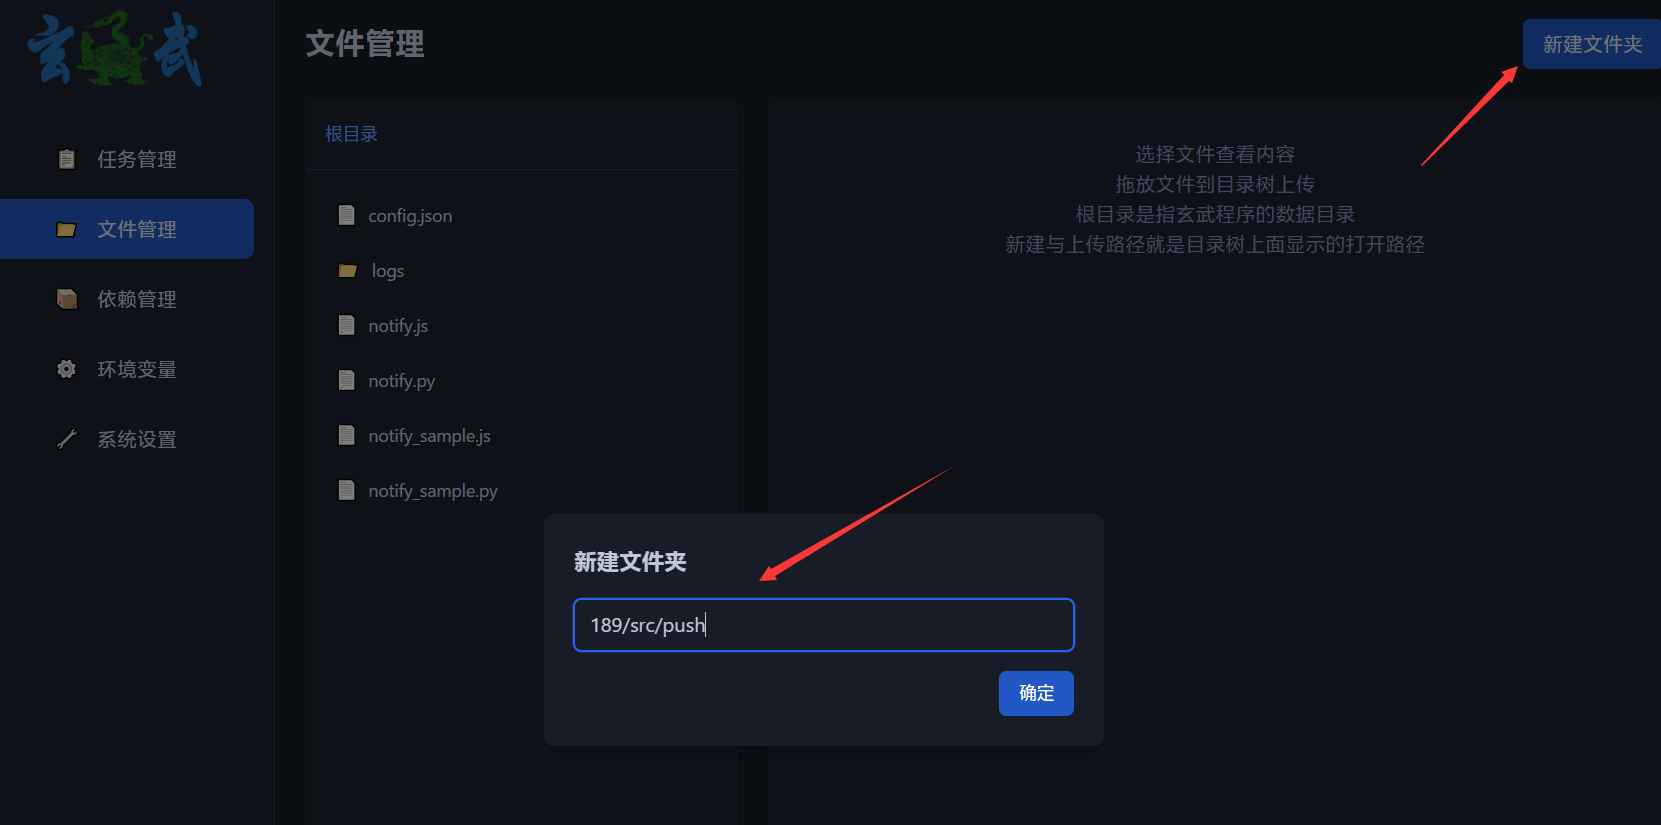 玄武
任务管理
文件管理
依赖管理
环境变量
系统设置
文件管理
新建文件夹
根目录
config.json
logs
notify.js
notify.py
notify_sample.js
notify_sample.py
选择文件查看内容
拖放文件到目录树上传
根目录是指玄武程序的数据目录
新建与上传路径就是目录树上面显示的打开路径
新建文件夹
189/src/push
确定